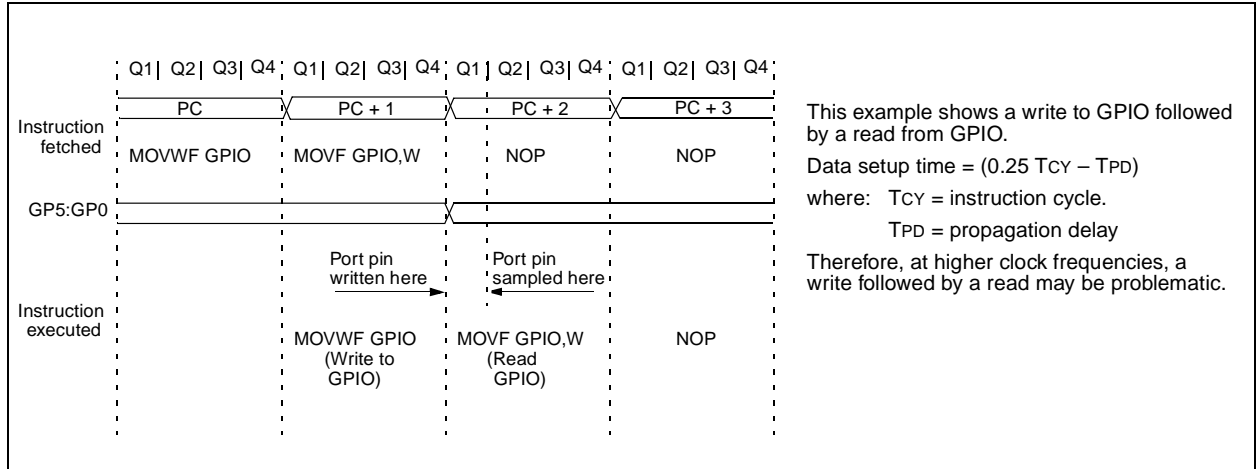 Q1| Q2| Q3| Q4 Q1| Q2| Q3| Q4 Q1| Q2| Q3| Q4 Q1| Q2| Q3| Q4
PC PC + 1 PC + 2 PC + 3
Instruction
fetched
MOVWF GPIO MOVF GPIO,W NOP NOP
GP5:GP0
Port pin
written here
Port pin
sampled here
Instruction
executed
MOVWF GPIO
(Write to
GPIO)
MOVF GPIO,W
(Read
GPIO)
NOP
This example shows a write to GPIO followed
by a read from GPIO.
Data setup time = (0.25 TCY – TPD)
where: TCY = instruction cycle.
TPD = propagation delay
Therefore, at higher clock frequencies, a
write followed by a read may be problematic.